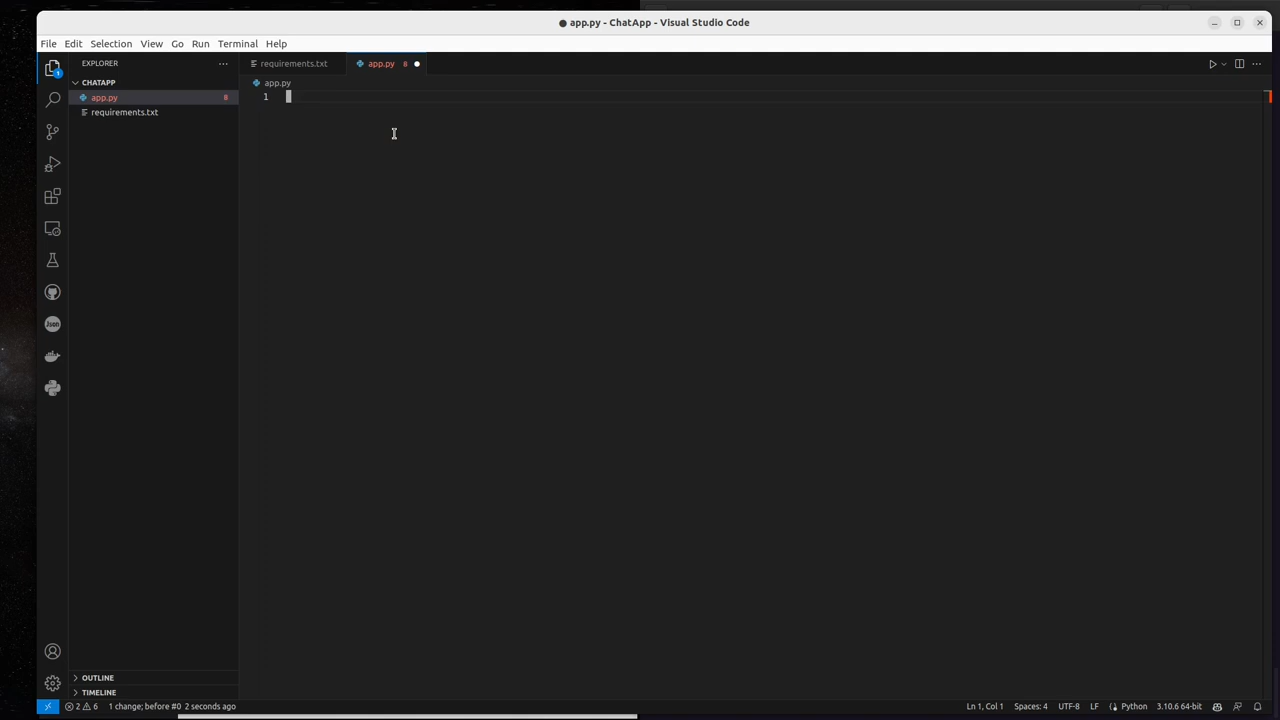 ● app.py - ChatApp - Visual Studio Code
File Edit Selection View Go Run Terminal Help
EXPLORER
requirements.txt
app.py 8
CHATAPP
app.py
app.py 8
1
requirements.txt
Json
1
OUTLINE
TIMELINE
2 6 1 change; before #0 2 seconds ago
Ln 1, Col 1 Spaces: 4 UTF-8 LF Python 3.10.6 64-bit